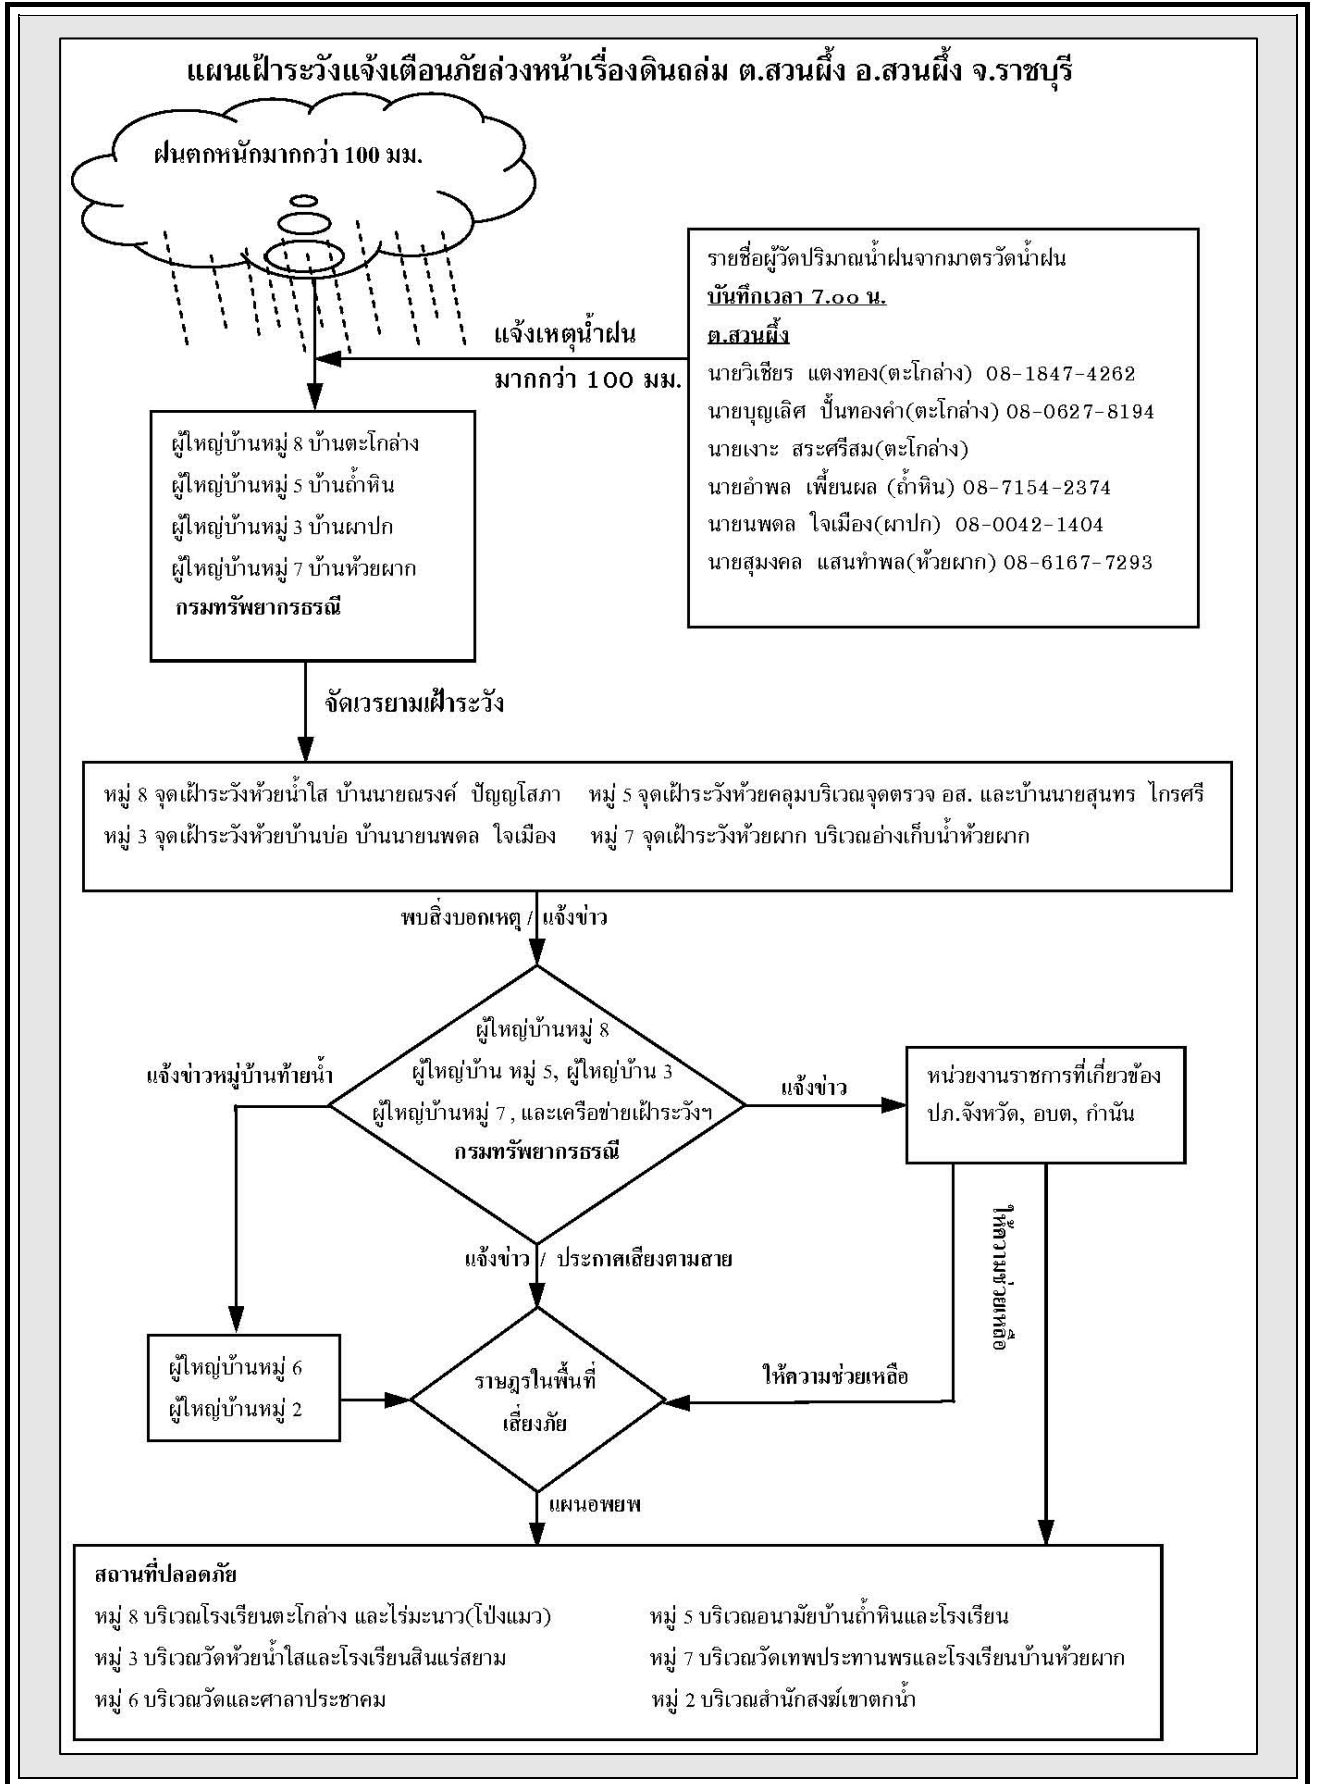 แผนเฝ้าระวังแจ้งเตือนภัยล่วงหน้าเรื่องดินถล่ม ต.สวนผึ้ง อ.สวนผึ้ง จ.ราชบุรี
ฝนตกหนักมากกว่า 100 มม.
รายชื่อผู้วัดปริมาณน้ำฝนจากมาตรวัดน้ำฝน
บันทึกเวลา 7.00 น.
ต.สวนผึ้ง
นายวิเชียร แตงทอง(ตะโกล่าง) 08-1847-4262
นายบุญเลิศ ปั้นทองคำ(ตะโกล่าง) 08-0627-8194
นายเงาะ สระศรีสม(ตะโกล่าง)
นายอำพล เพี้ยนผล (ถ้ำหิน) 08-7154-2374
นายนพดล ใจเมือง(ผาปก) 08-0042-1404
นายสุมงคล แสนทำพล(ห้วยผาก) 08-6167-7293
แจ้งเหตุน้ำฝน
มากกว่า 100 มม.
ผู้ใหญ่บ้านหมู่ 8 บ้านตะโกล่าง
ผู้ใหญ่บ้านหมู่ 5 บ้านถ้ำหิน
ผู้ใหญ่บ้านหมู่ 3 บ้านผาปก
ผู้ใหญ่บ้านหมู่ 7 บ้านห้วยผาก
กรมทรัพยากรธรณี
จัดเวรยามเฝ้าระวัง
หมู่ 8 จุดเฝ้าระวังห้วยน้ำใส บ้านนายณรงค์ ปัญญโสภา หมู่ 5 จุดเฝ้าระวังห้วยคลุมบริเวณจุดตรวจ อส. และบ้านนายสุนทร ไกรศรี
หมู่ 3 จุดเฝ้าระวังห้วยบ้านบ่อ บ้านนายนพดล ใจเมือง หมู่ 7 จุดเฝ้าระวังห้วยผาก บริเวณอ่างเก็บน้ำห้วยผาก
พบสิ่งบอกเหตุ / แจ้งข่าว
ผู้ใหญ่บ้านหมู่ 8
ผู้ใหญ่บ้าน หมู่ 5, ผู้ใหญ่บ้าน 3
ผู้ใหญ่บ้านหมู่ 7 , และเครือข่ายเฝ้าระวังฯ
กรมทรัพยากรธรณี
แจ้งข่าวหมู่บ้านท้ายน้ำ
แจ้งข่าว
หน่วยงานราชการที่เกี่ยวข้อง
ปภ.จังหวัด, อบต, กำนัน
ให้ความช่วยเหลือ
แจ้งข่าว / ประกาศเสียงตามสาย
ผู้ใหญ่บ้านหมู่ 6
ผู้ใหญ่บ้านหมู่ 2
ราษฎรในพื้นที่
เสี่ยงภัย
ให้ความช่วยเหลือ
แผนอพยพ
สถานที่ปลอดภัย
หมู่ 8 บริเวณโรงเรียนตะโกล่าง และไร่มะนาว(โป่งแมว) หมู่ 5 บริเวณอนามัยบ้านถ้ำหินและโรงเรียน
หมู่ 3 บริเวณวัดห้วยน้ำใสและโรงเรียนสินแร่สยาม หมู่ 7 บริเวณวัดเทพประทานพรและโรงเรียนบ้านห้วยผาก
หมู่ 6 บริเวณวัดและศาลาประชาคม หมู่ 2 บริเวณสำนักสงฆ์เขาตกน้ำ